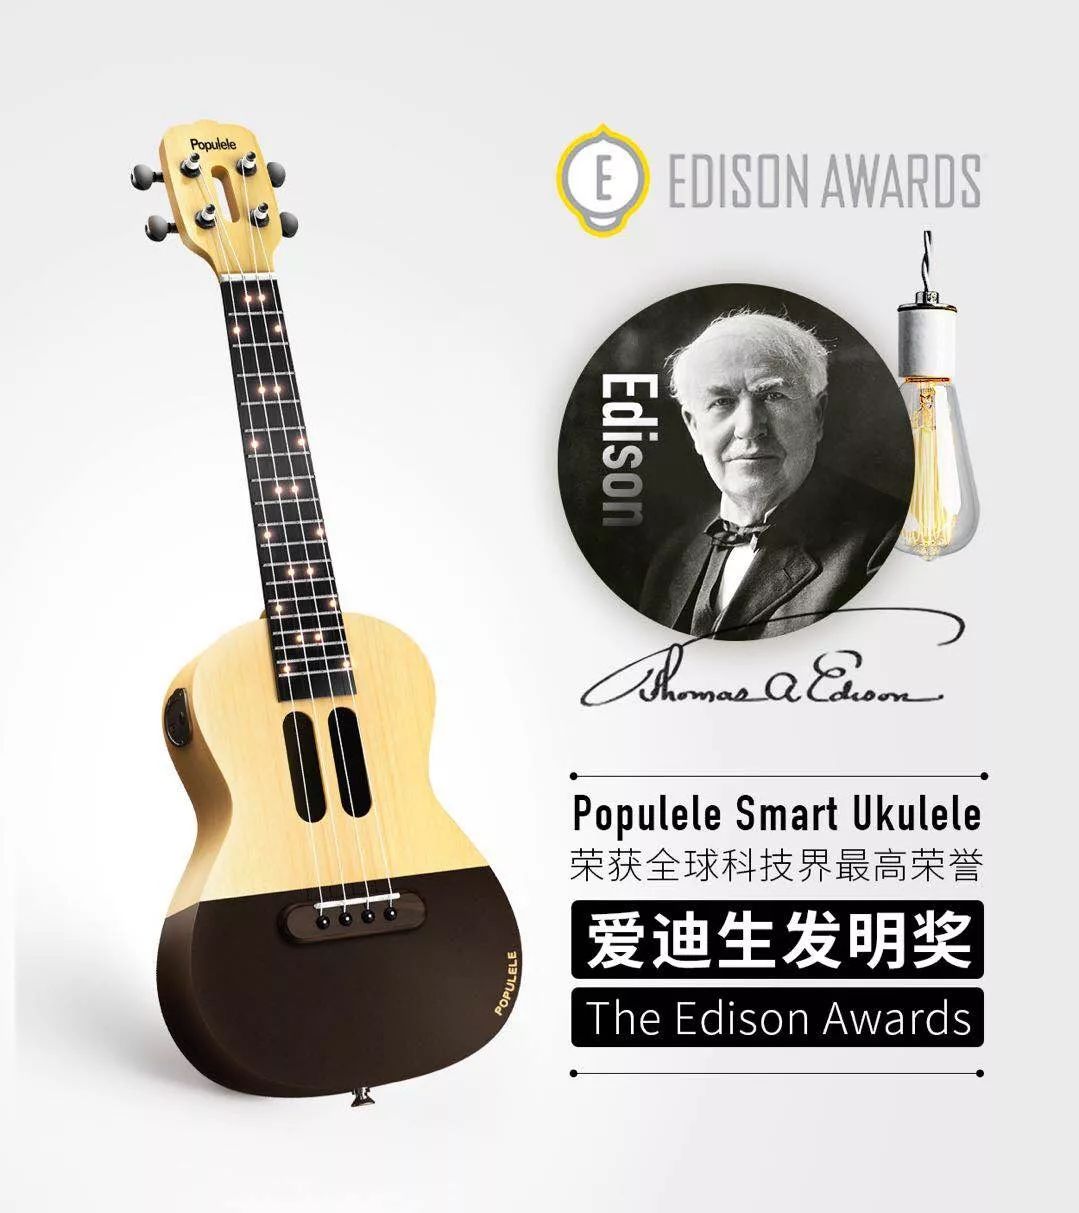 Populele
E
EDISON AWARDS
Edison
Thomas A Edison
POPULELE
Populele Smart Ukulele
荣获全球科技界最高荣誉
爱迪生发明奖
The Edison Awards